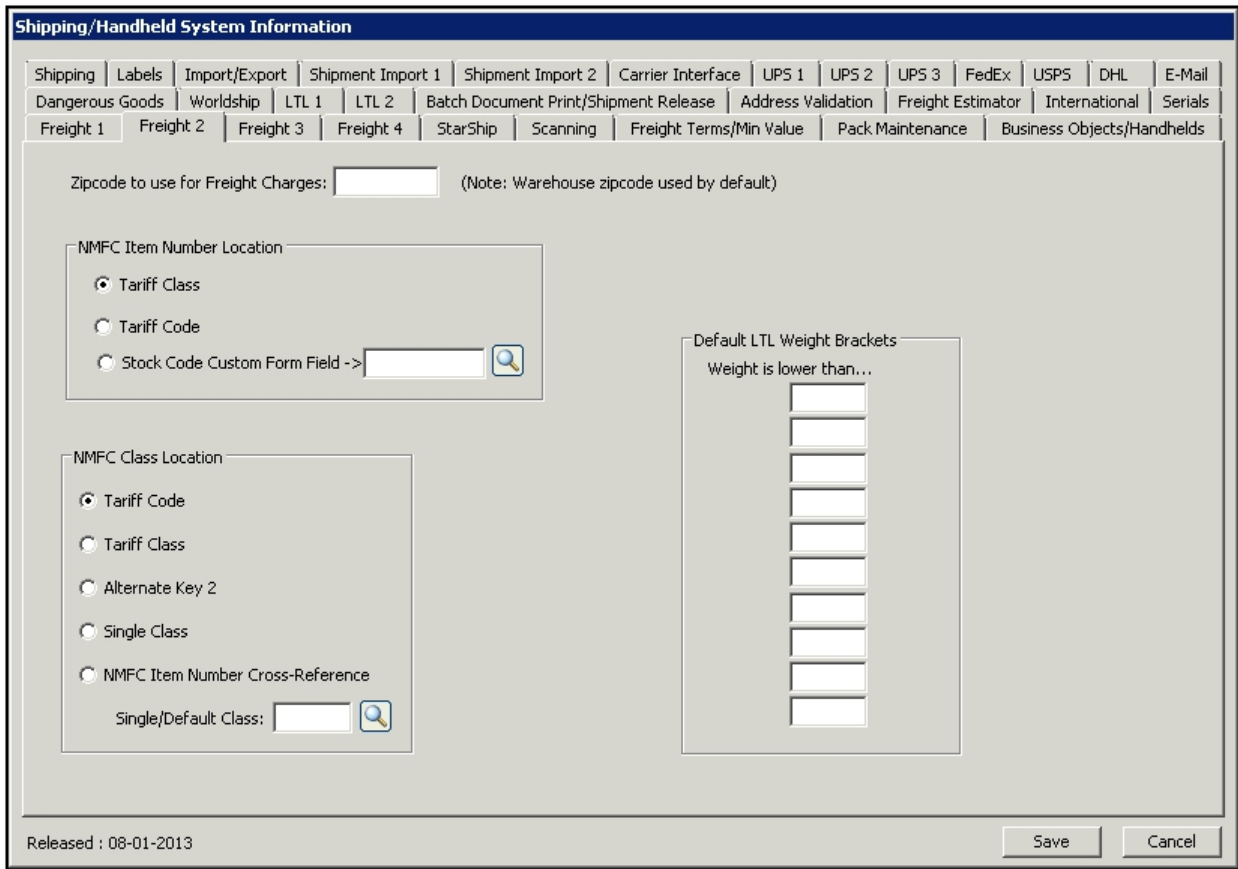 Shipping/Handheld System Information
Shipping Labels Import/Export Shipment Import 1 Shipment Import 2 Carrier Interface UPS 1 UPS 2 UPS 3 FedEx USPS DHL E-Mail
Dangerous Goods Worldship LTL 1 LTL 2 Batch Document Print/Shipment Release Address Validation Freight Estimator International Serials
Freight 1 Freight 2 Freight 3 Freight 4 StarShip Scanning Freight Terms/Min Value Pack Maintenance Business Objects/Handhelds
Zipcode to use for Freight Charges: (Note: Warehouse zipcode used by default)
NMFC Item Number Location
Tariff Class
Tariff Code
Stock Code Custom Form Field ->
Default LTL Weight Brackets
Weight is lower than...
NMFC Class Location
Tariff Code
Tariff Class
Alternate Key 2
Single Class
NMFC Item Number Cross-Reference
Single/Default Class:
Released : 08-01-2013
Save Cancel